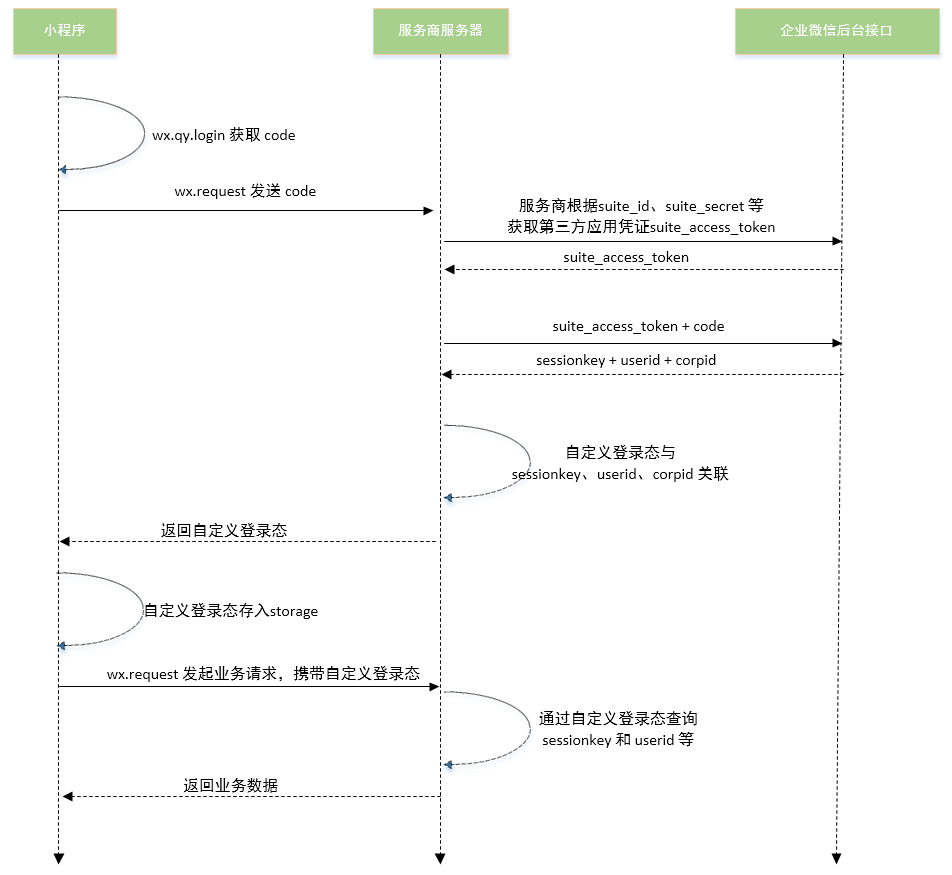 小程序
服务商服务器
企业微信后台接口
wx.qy.login 获取 code
wx.request 发送 code
服务商根据suite_id、suite_secret 等
获取第三方应用凭证suite_access_token
suite_access_token
suite_access_token + code
sessionkey + userid + corpid
自定义登录态与
sessionkey、userid、corpid 关联
返回自定义登录态
自定义登录态存入storage
wx.request 发起业务请求，携带自定义登录态
通过自定义登录态查询
sessionkey 和 userid 等
返回业务数据